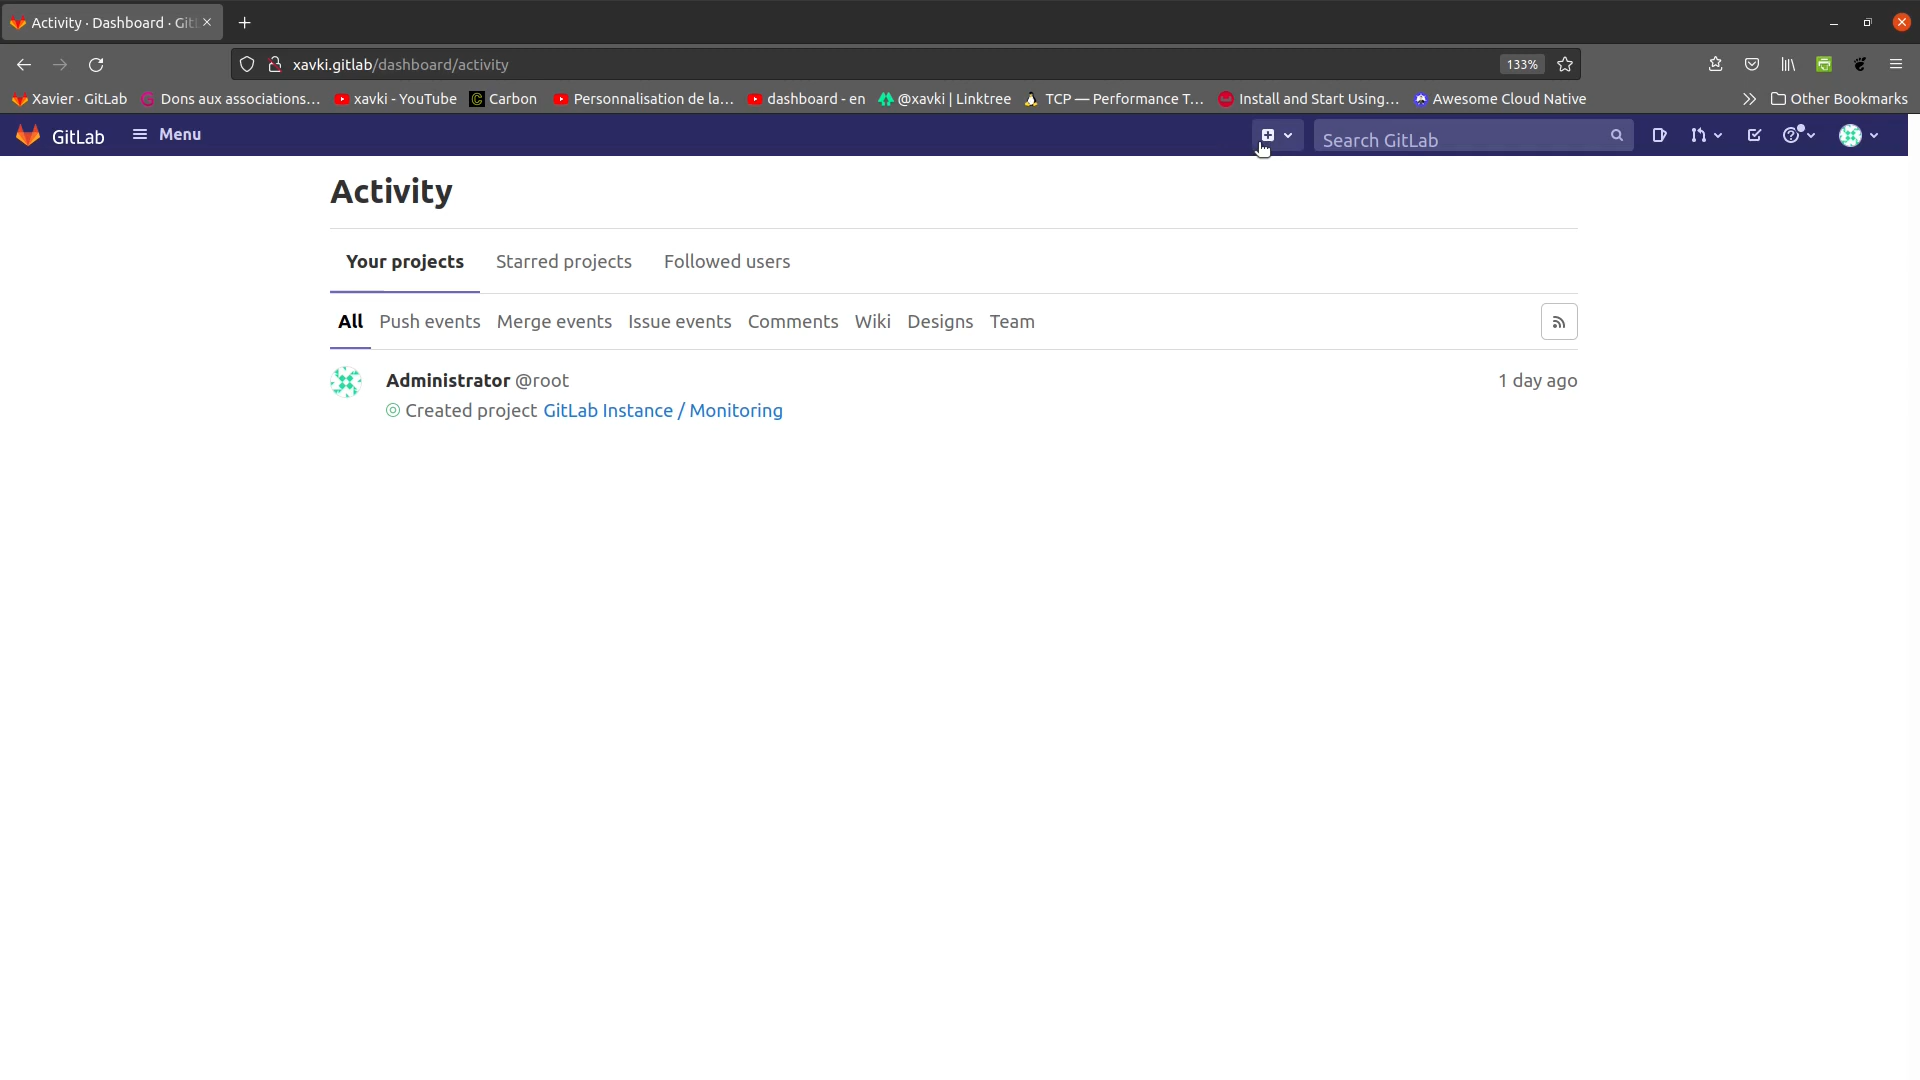 Activity · Dashboard · Git
xavki.gitlab/dashboard/activity
133%
Xavier · GitLab
Dons aux associations...
xavki - YouTube
Carbon
Personnalisation de la...
dashboard - en
@xavki | Linktree
TCP — Performance T...
Install and Start Using...
Awesome Cloud Native
Other Bookmarks
GitLab
Menu
Search GitLab
Activity
Your projects
Starred projects
Followed users
All
Push events
Merge events
Issue events
Comments
Wiki
Designs
Team
Administrator @root
1 day ago
Created project GitLab Instance / Monitoring